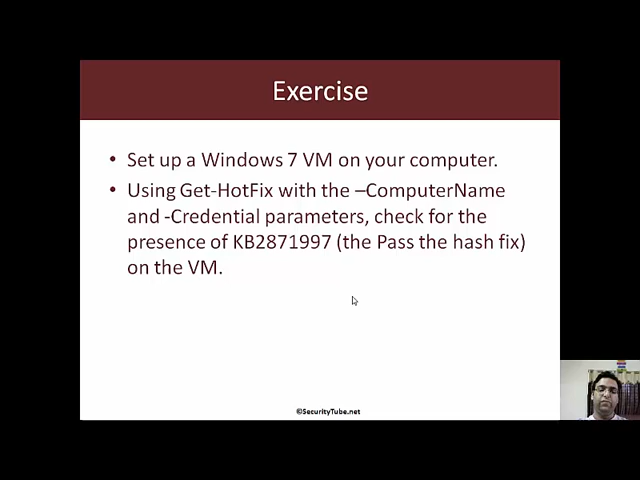 Exercise
• Set up a Windows 7 VM on your computer.
• Using Get-HotFix with the –ComputerName
and -Credential parameters, check for the
presence of KB2871997 (the Pass the hash fix)
on the VM.
©SecurityTube.net